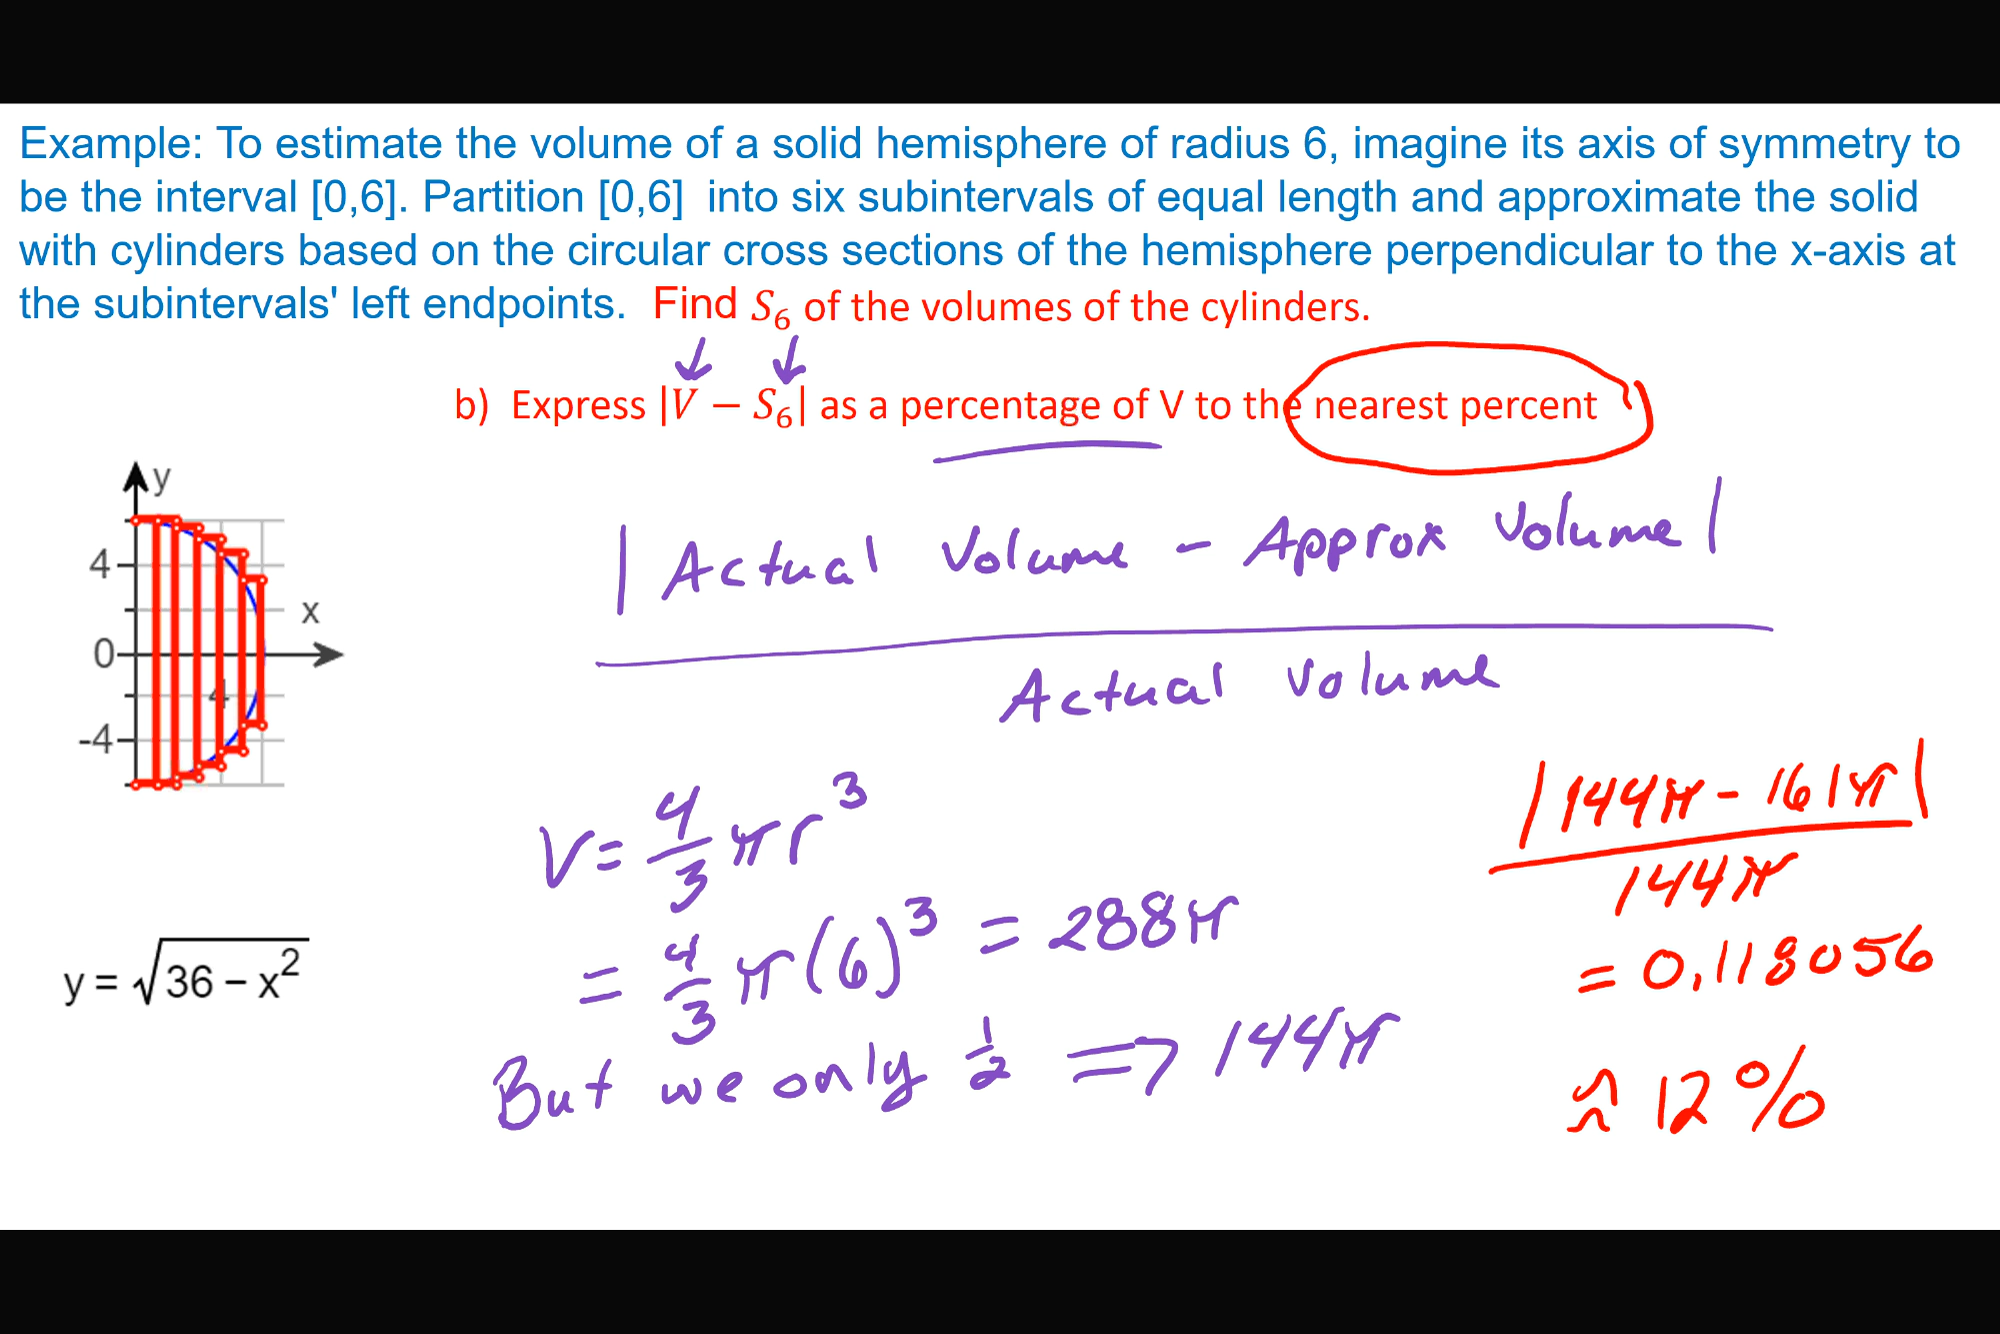 Example: To estimate the volume of a solid hemisphere of radius 6, imagine its axis of symmetry to
be the interval [0,6]. Partition [0,6] into six subintervals of equal length and approximate the solid
with cylinders based on the circular cross sections of the hemisphere perpendicular to the x-axis at
the subintervals' left endpoints. Find S₆ of the volumes of the cylinders.
b) Express |V − S₆| as a percentage of V to the nearest percent
y
4
x
0
4
-4
| Actual Volume - Approx Volume |
Actual Volume
V = 4/3 πr³
= 4/3 π(6)³ = 288π
But we only 1/2 => 144π
|144π - 161π|
144π
= 0.118056
≈ 12%
y = √36 − x²